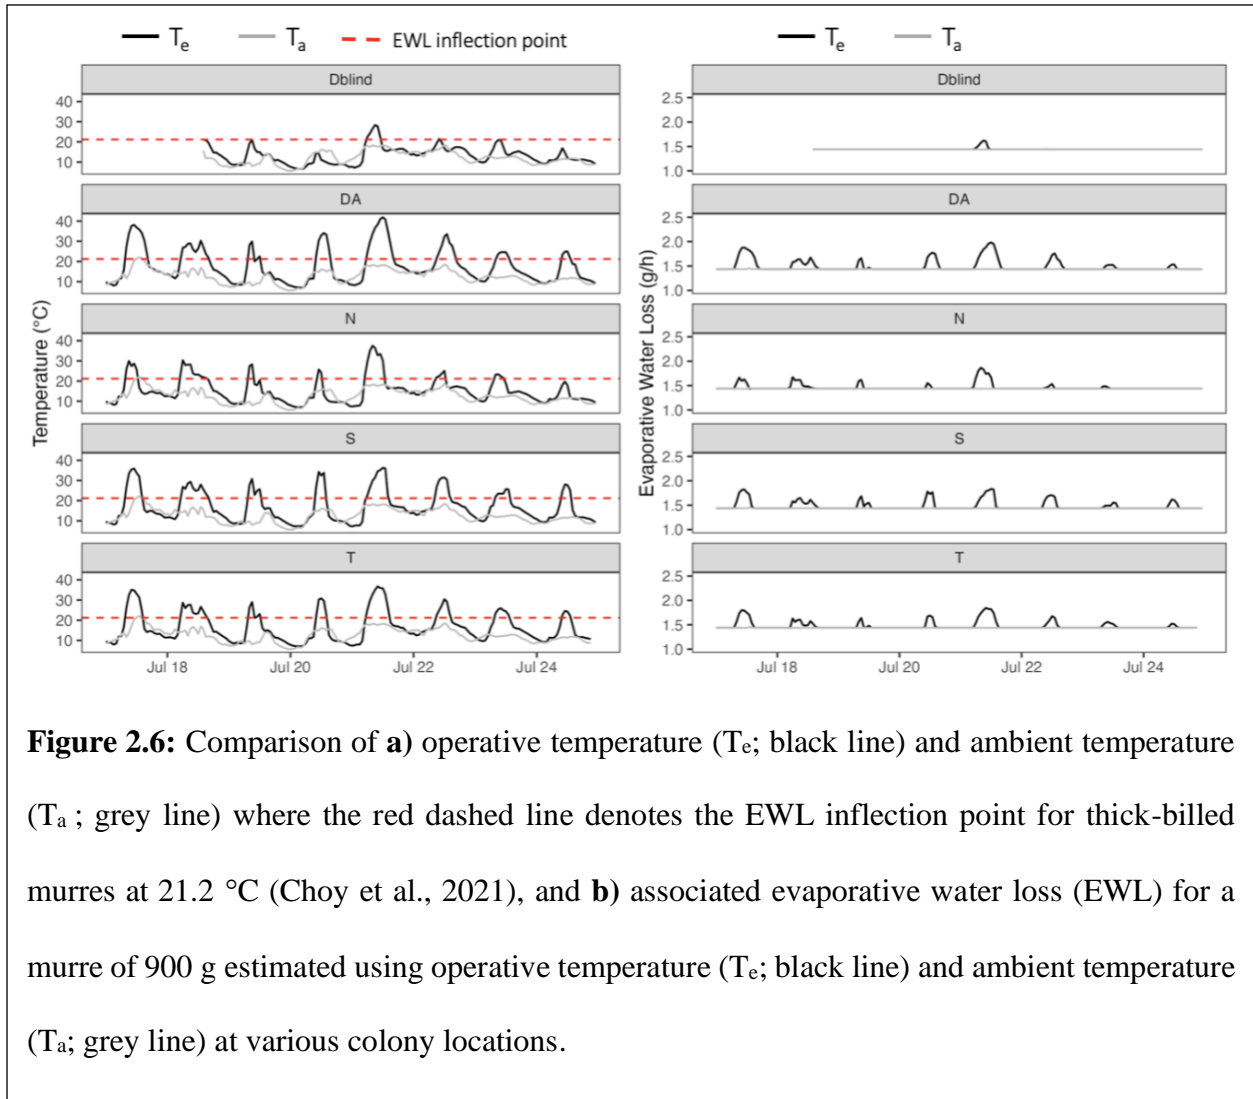 Te Ta EWL inflection point
Te Ta
Temperature (°C)
Dblind
40
30
20
10
DA
40
30
20
10
N
40
30
20
10
S
40
30
20
10
T
40
30
20
10
Jul 18 Jul 20 Jul 22 Jul 24
Evaporative Water Loss (g/h)
Dblind
2.5
2.0
1.5
1.0
DA
2.5
2.0
1.5
1.0
N
2.5
2.0
1.5
1.0
S
2.5
2.0
1.5
1.0
T
2.5
2.0
1.5
1.0
Jul 18 Jul 20 Jul 22 Jul 24
Figure 2.6: Comparison of a) operative temperature (Te; black line) and ambient temperature
(Ta ; grey line) where the red dashed line denotes the EWL inflection point for thick-billed
murres at 21.2 °C (Choy et al., 2021), and b) associated evaporative water loss (EWL) for a
murre of 900 g estimated using operative temperature (Te; black line) and ambient temperature
(Ta; grey line) at various colony locations.